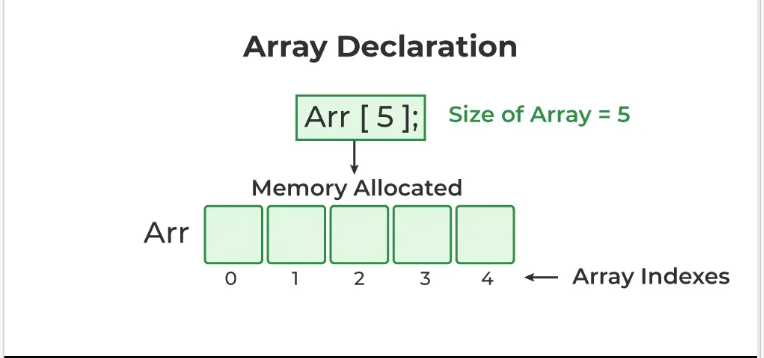 Array Declaration
Arr [ 5 ]; Size of Array = 5
Memory Allocated
Arr
0 1 2 3 4 Array Indexes